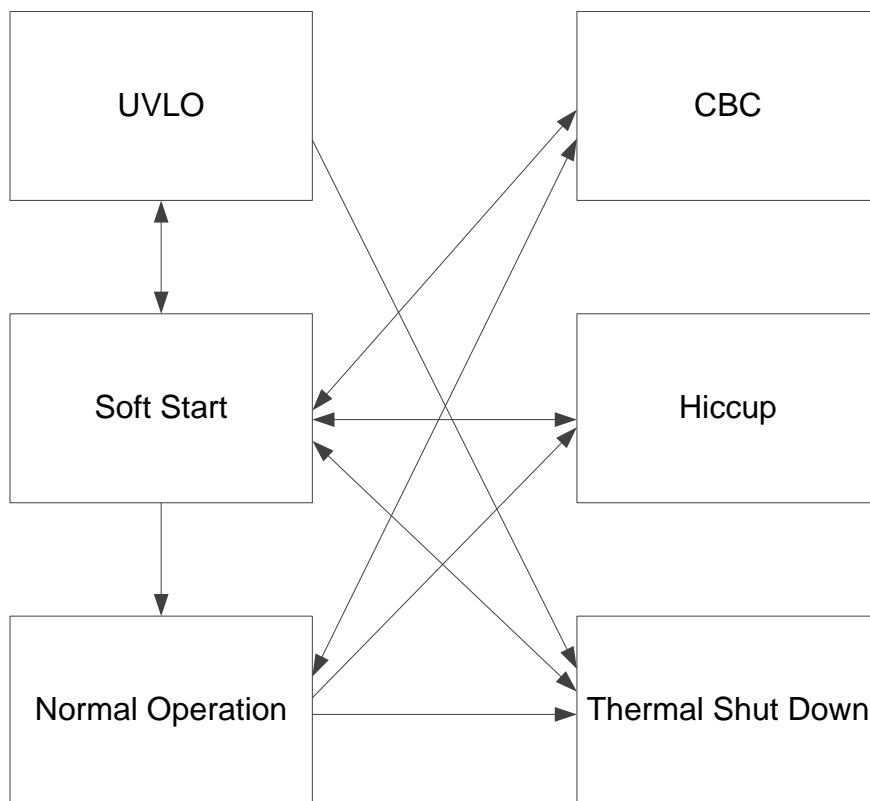 UVLO
CBC
Soft Start
Hiccup
Normal Operation
Thermal Shut Down